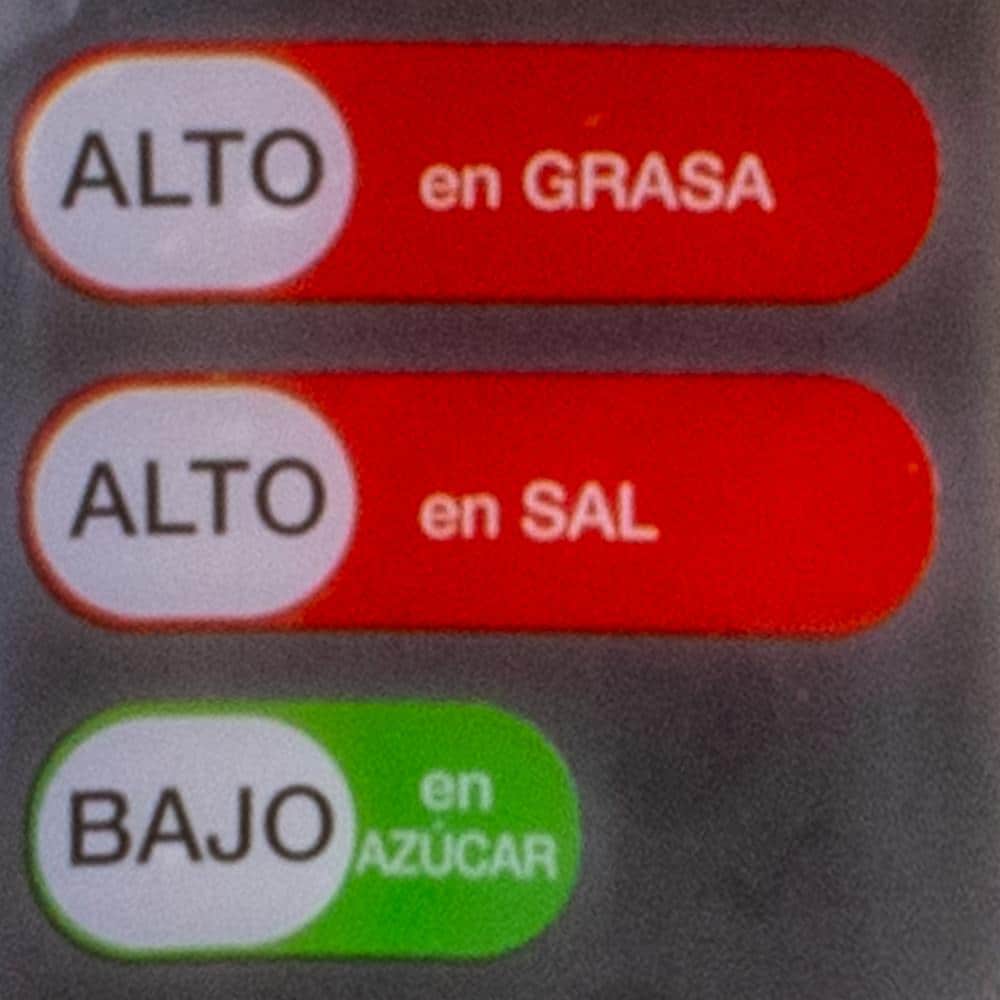 ALTO en GRASA
ALTO en SAL
BAJO en
AZÚCAR